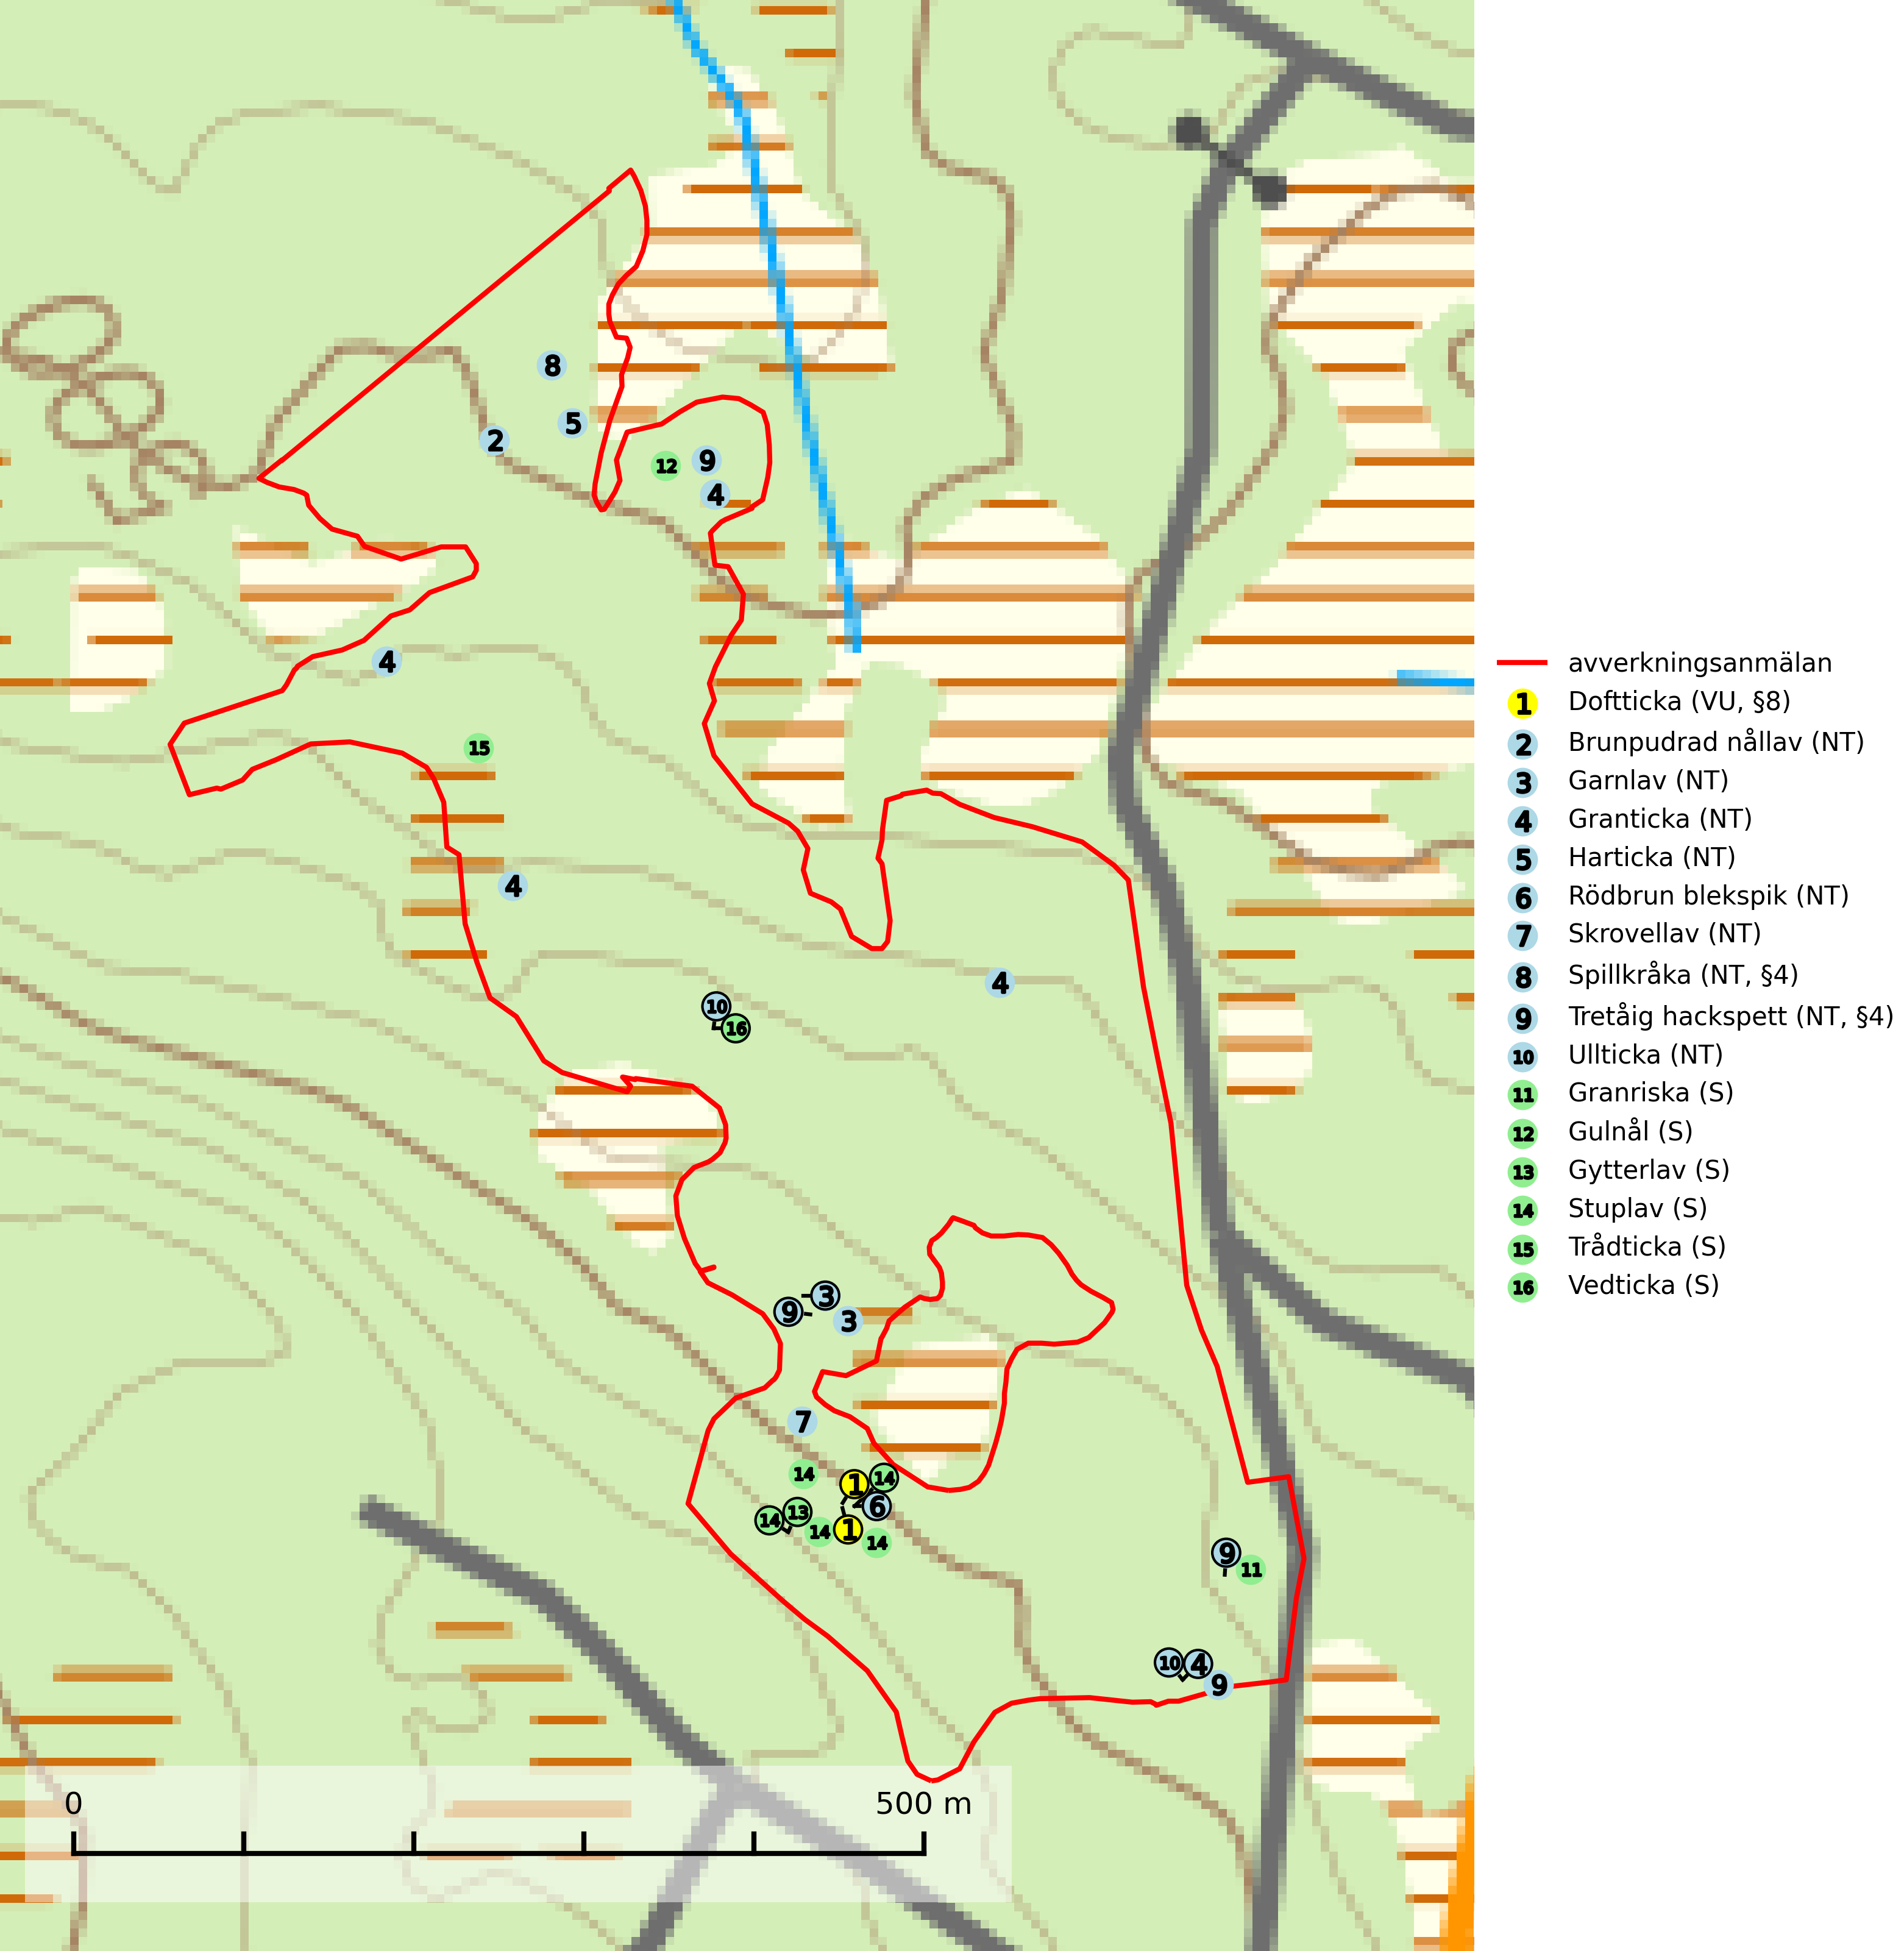 8
5
2
12
9
4
4
15
4
4
10
16
3
9
3
7
14
1
14
6
13
14
14
1
14
9
11
10
4
9
0 500 m
avverkningsanmälan
1 Doftticka (VU, §8)
2 Brunpudrad nållav (NT)
3 Garnlav (NT)
4 Granticka (NT)
5 Harticka (NT)
6 Rödbrun blekspik (NT)
7 Skrovellav (NT)
8 Spillkråka (NT, §4)
9 Tretåig hackspett (NT, §4)
10 Ullticka (NT)
11 Granriska (S)
12 Gulnål (S)
13 Gytterlav (S)
14 Stuplav (S)
15 Trådticka (S)
16 Vedticka (S)